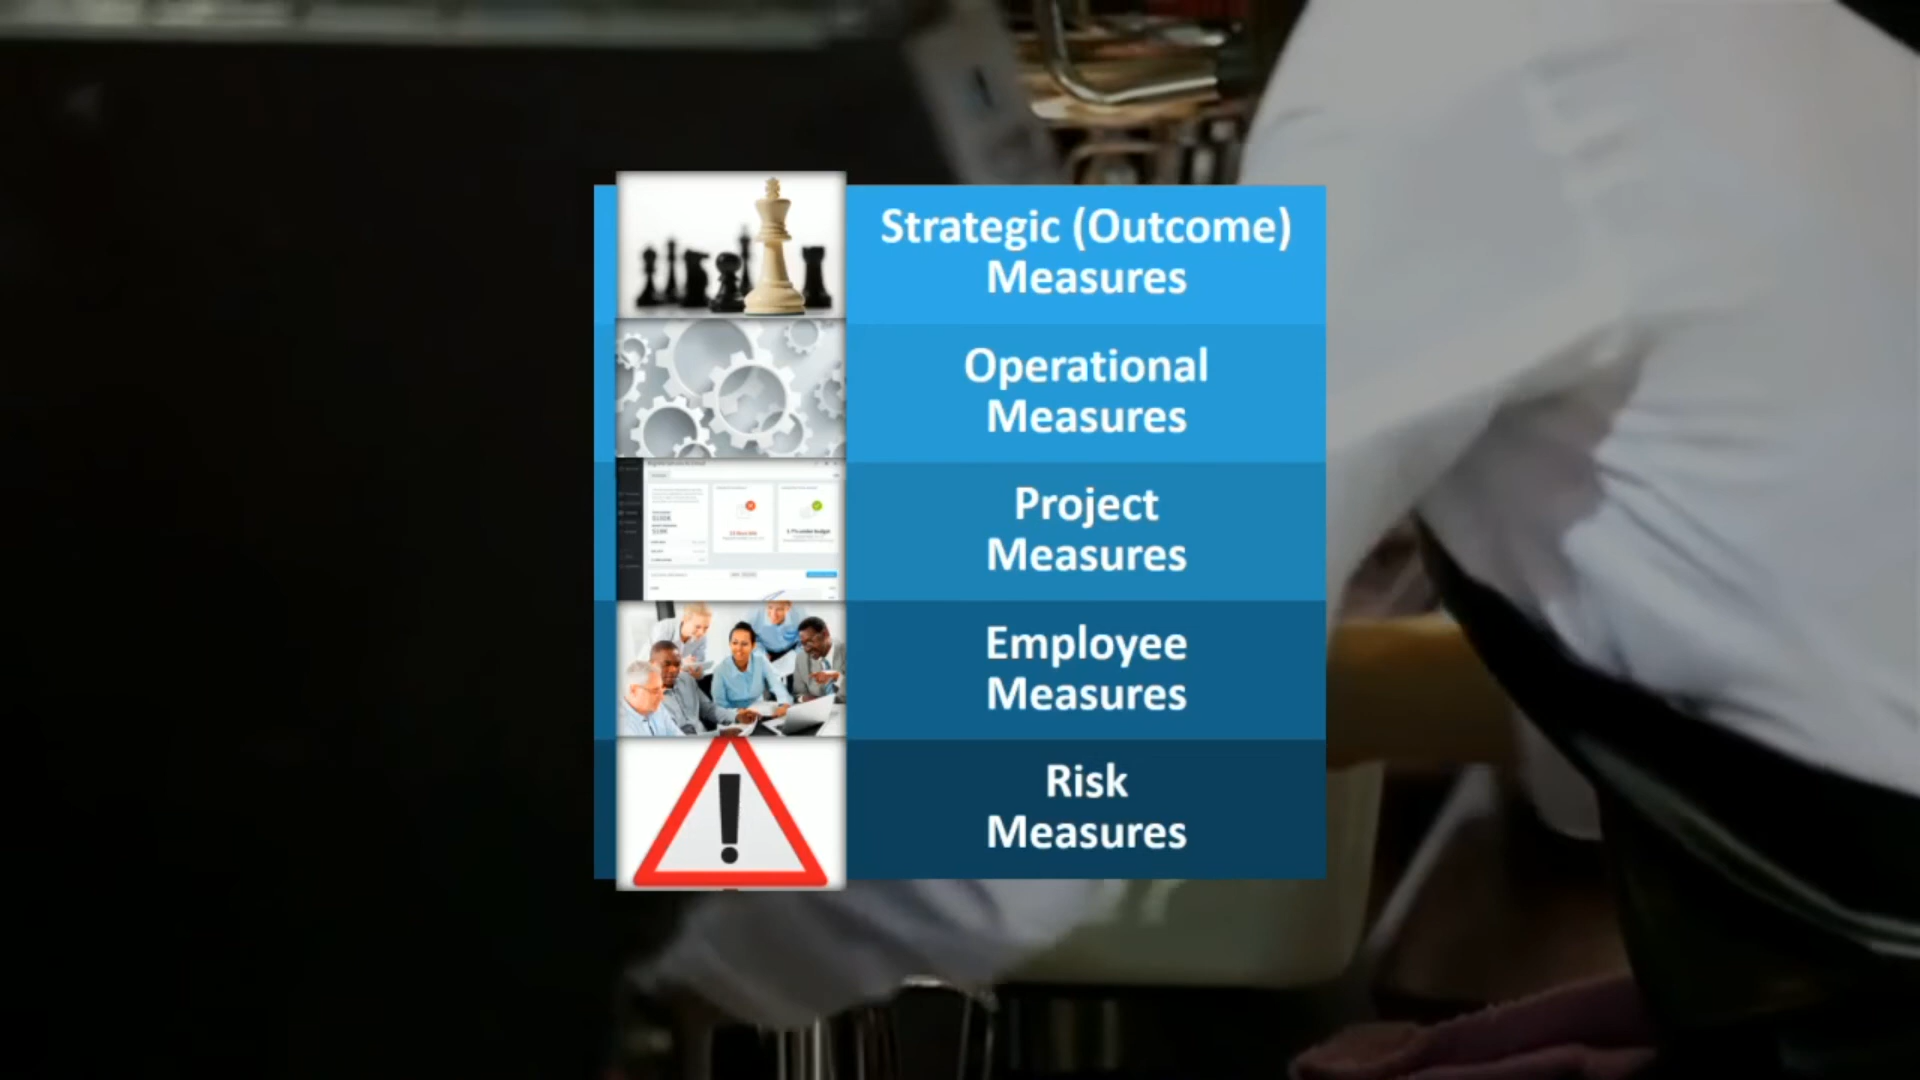 Strategic (Outcome)
Measures
Operational
Measures
Project
Measures
Employee
Measures
Risk
Measures